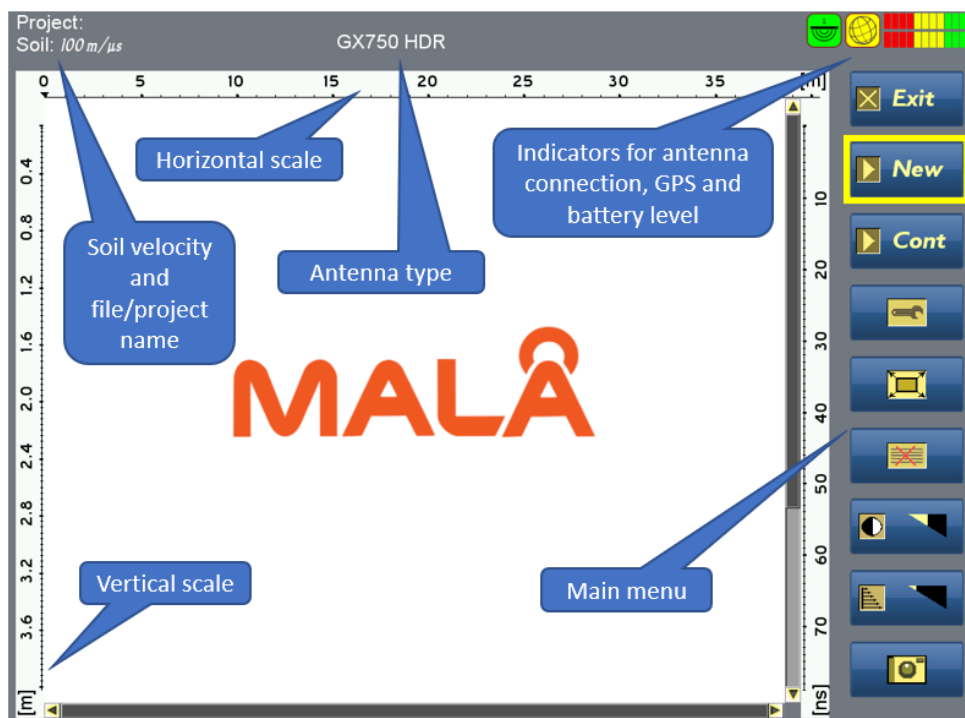 Project:
Soil: 100 m/µs
GX750 HDR
1
0 5 10 15 20 25 30 35 [m]
Exit
New
Cont
Horizontal scale
Indicators for antenna
connection, GPS and
battery level
Soil velocity
and
file/project
name
Antenna type
MALÅ
Vertical scale
Main menu
0.4
0.8
1.2
1.6
2.0
2.4
2.8
3.2
3.6
[m]
10
20
30
40
50
60
70
[ns]